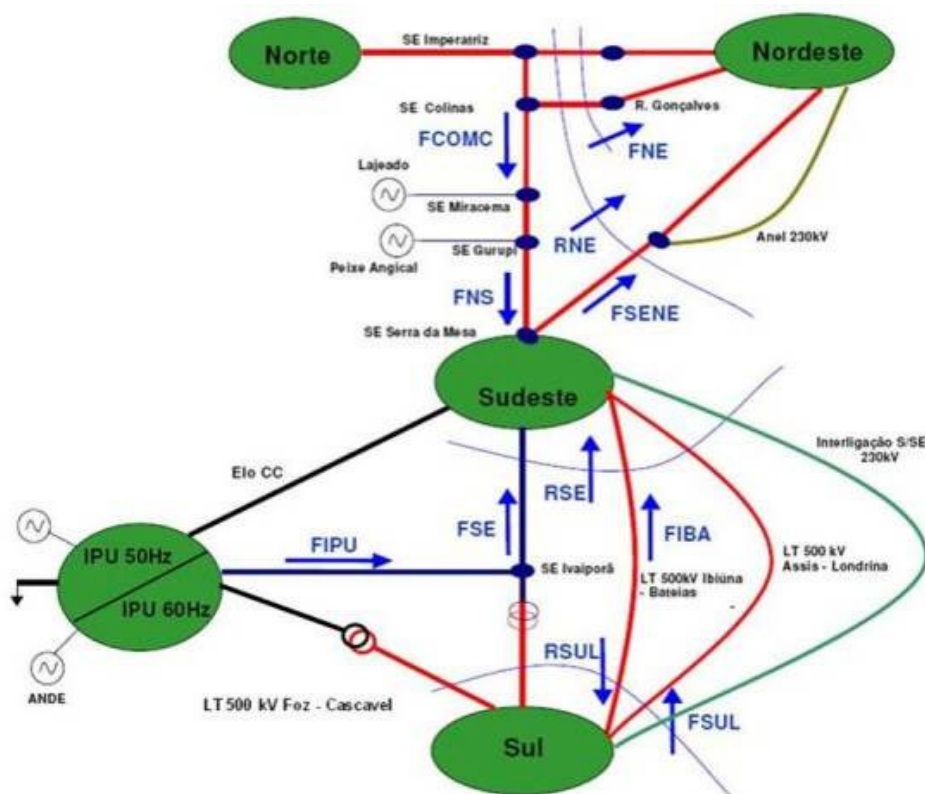 Norte
SE Imperatriz
Nordeste
SE Colinas
R. Gonçalves
FCOMC
FNE
Lajeado
SE Miracema
RNE
Anel 230kV
SE Gurupi
Peixe Angical
FNS
FSENE
SE Serra da Mesa
Sudeste
Interligação S/SE
230kV
Elo CC
RSE
FSE
FIBA
IPU 50Hz
FIPU
SE Ivaiporã
LT 500 kV
Assis - Londrina
LT 500kV Ibiúna
- Bateias
IPU 60Hz
RSUL
ANDE
LT 500 kV Foz - Cascavel
FSUL
Sul